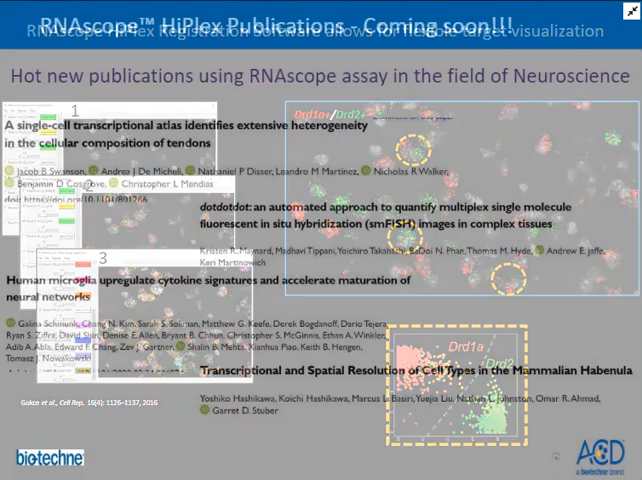 RNAscope™ HiPlex Publications - Coming soon!!!
RNAscope HiPlex Registration Software allows for flexible target visualization
Hot new publications using RNAscope assay in the field of Neuroscience
1
A single-cell transcriptional atlas identifies extensive heterogeneity
in the cellular composition of tendons
Jacob B Swanson, Andrea J De Micheli, Nathaniel P Disser, Leandro M Martinez, Nicholas R Walker,
Benjamin D Cosgrove, Christopher L Mendias
doi: https://doi.org/10.1101/801266
Drd1a+/Drd2+
2
dotdotdot: an automated approach to quantify multiplex single molecule
fluorescent in situ hybridization (smFISH) images in complex tissues
Kristen R. Maynard, Madhavi Tippani, Yoichiro Takahashi, BaDoi N. Phan, Thomas M. Hyde, Andrew E. Jaffe,
Keri Martinowich
3
Human microglia upregulate cytokine signatures and accelerate maturation of
neural networks
Galina Schmunk, Chang N. Kim, Sarah S. Soliman, Matthew G. Keefe, Derek Bogdanoff, Dario Tejera,
Ryan S. Ziffra, David Shin, Denise E. Allen, Bryant B. Chhun, Christopher S. McGinnis, Ethan A. Winkler,
Adib A. Abla, Edward F. Chang, Zev J. Gartner, Shalin B. Mehta, Xianhua Piao, Keith B. Hengen,
Tomasz J. Nowakowski
Drd1a
Drd2
Transcriptional and Spatial Resolution of Cell Types in the Mammalian Habenula
Yoshiko Hashikawa, Koichi Hashikawa, Marcus L. Basiri, Yuejia Liu, Nathan L. Johnston, Omar R. Ahmad,
Garret D. Stuber
Gokce et al., Cell Rep. 16(4): 1126–1137, 2016
bio-techne
ACD
a biotechne brand